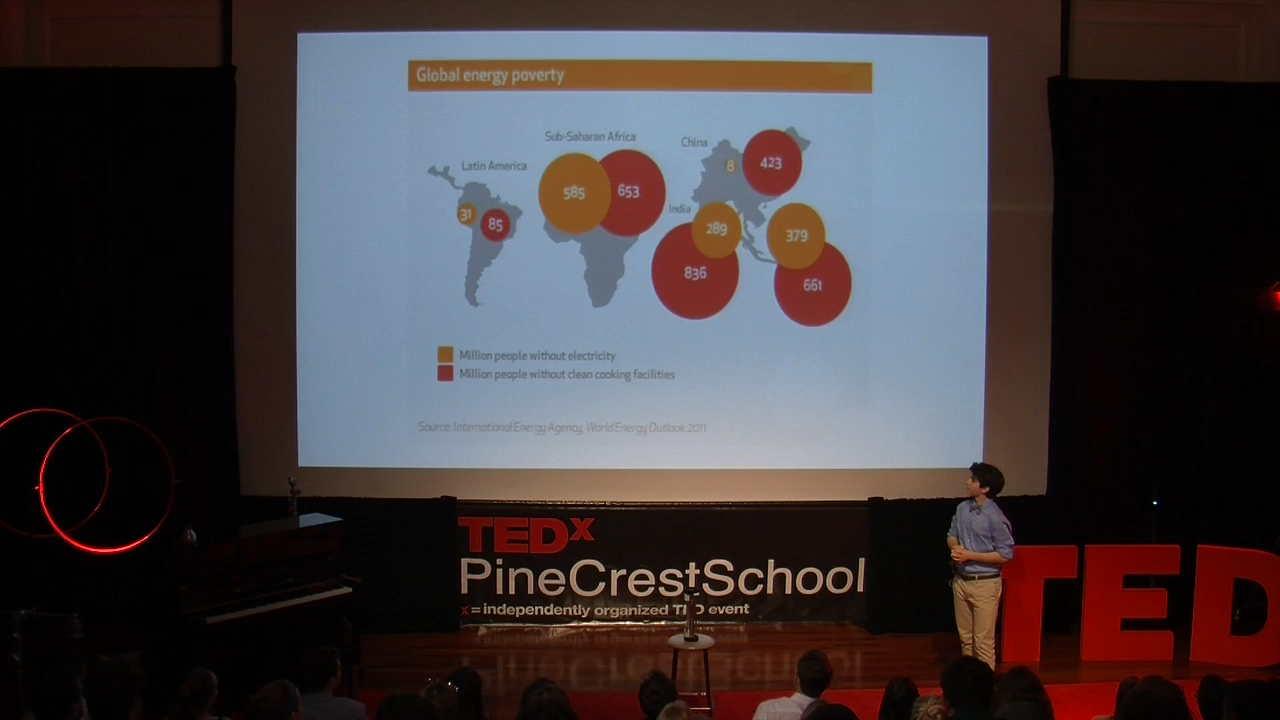 Global energy poverty
Sub-Saharan Africa
China
Latin America
8
423
585
653
31
85
India
289
379
836
661
Million people without electricity
Million people without clean cooking facilities
Source: International Energy Agency, World Energy Outlook 2011
TEDx
PineCrestSchool
x = independently organized TED event
TED